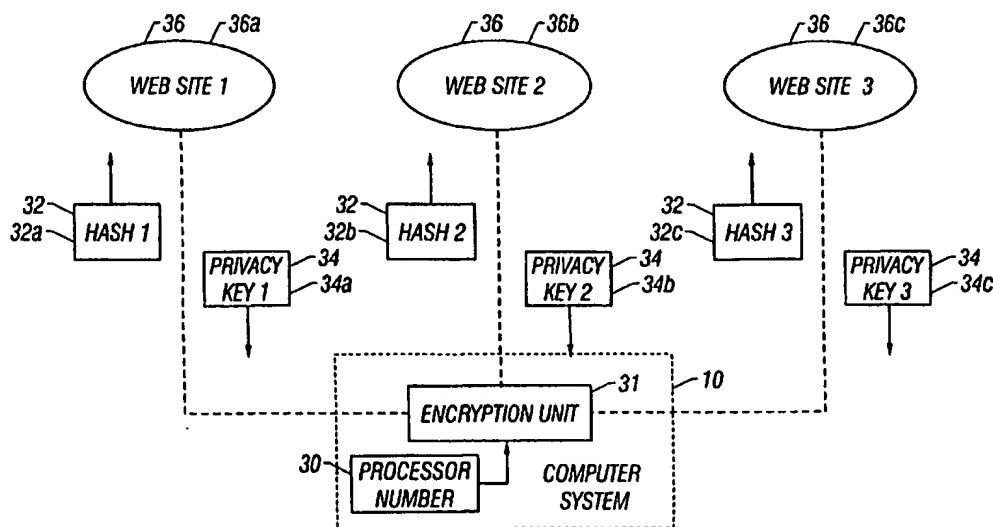 36 36a 36 36b 36 36c
WEB SITE 1 WEB SITE 2 WEB SITE 3
32 32 32
32a HASH 1 32b HASH 2 32c HASH 3
PRIVACY 34 PRIVACY 34 PRIVACY 34
KEY 1 34a KEY 2 34b KEY 3 34c
31 10
ENCRYPTION UNIT
30 PROCESSOR COMPUTER
NUMBER SYSTEM